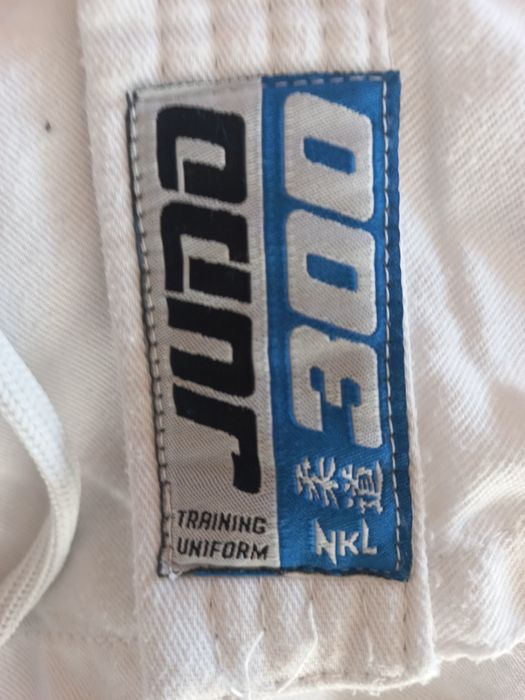 JUDO
300
TRAINING
UNIFORM
柔道
NKL